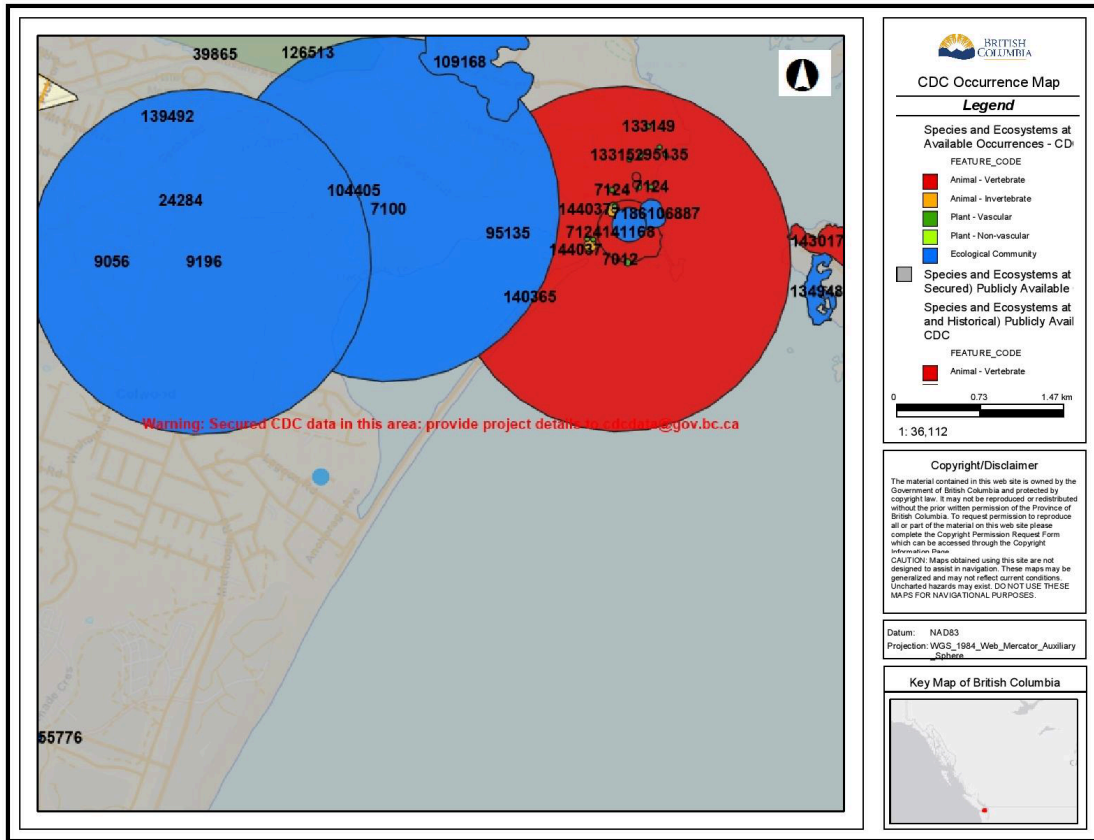 39865
126513
109168
139492
133149
133152 95135
24284
104405
7124
7124
7100
144037
7186106887
95135
7124141168
143017
9056
9196
144037
7012
140365
134948
Warning: Secured CDC data in this area: provide project details to cdcdata@gov.bc.ca
55776
BRITISH
COLUMBIA
CDC Occurrence Map
Legend
Species and Ecosystems at
Available Occurrences - CD
FEATURE_CODE
Animal - Vertebrate
Animal - Invertebrate
Plant - Vascular
Plant - Non-vascular
Ecological Community
Species and Ecosystems at
Secured) Publicly Available
Species and Ecosystems at
and Historical) Publicly Avail
CDC
FEATURE_CODE
Animal - Vertebrate
0 0.73 1.47 km
1: 36,112
Copyright/Disclaimer
The material contained in this web site is owned by the
Government of British Columbia and protected by
copyright law. It may not be reproduced or redistributed
without the prior written permission of the Province of
British Columbia. To request permission to reproduce
all or part of the material on this web site please
complete the Copyright Permission Request Form
which can be accessed through the Copyright
Information Page.
CAUTION: Maps obtained using this site are not
designed to assist in navigation. These maps may be
generalized and may not reflect current conditions.
Uncharted hazards may exist. DO NOT USE THESE
MAPS FOR NAVIGATIONAL PURPOSES.
Datum: NAD83
Projection: WGS_1984_Web_Mercator_Auxiliary
_Sphere
Key Map of British Columbia